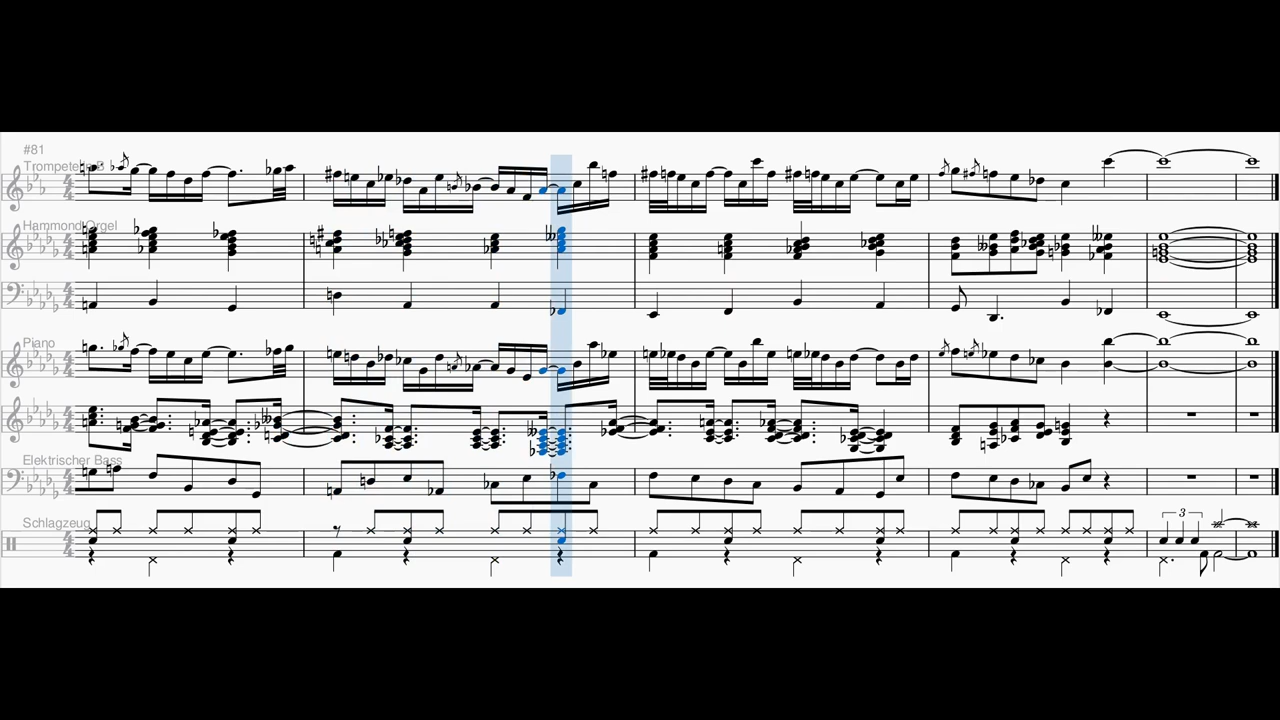 #81
Trompete in B
Hammond Orgel
Piano
Elektrischer Bass
Schlagzeug
3